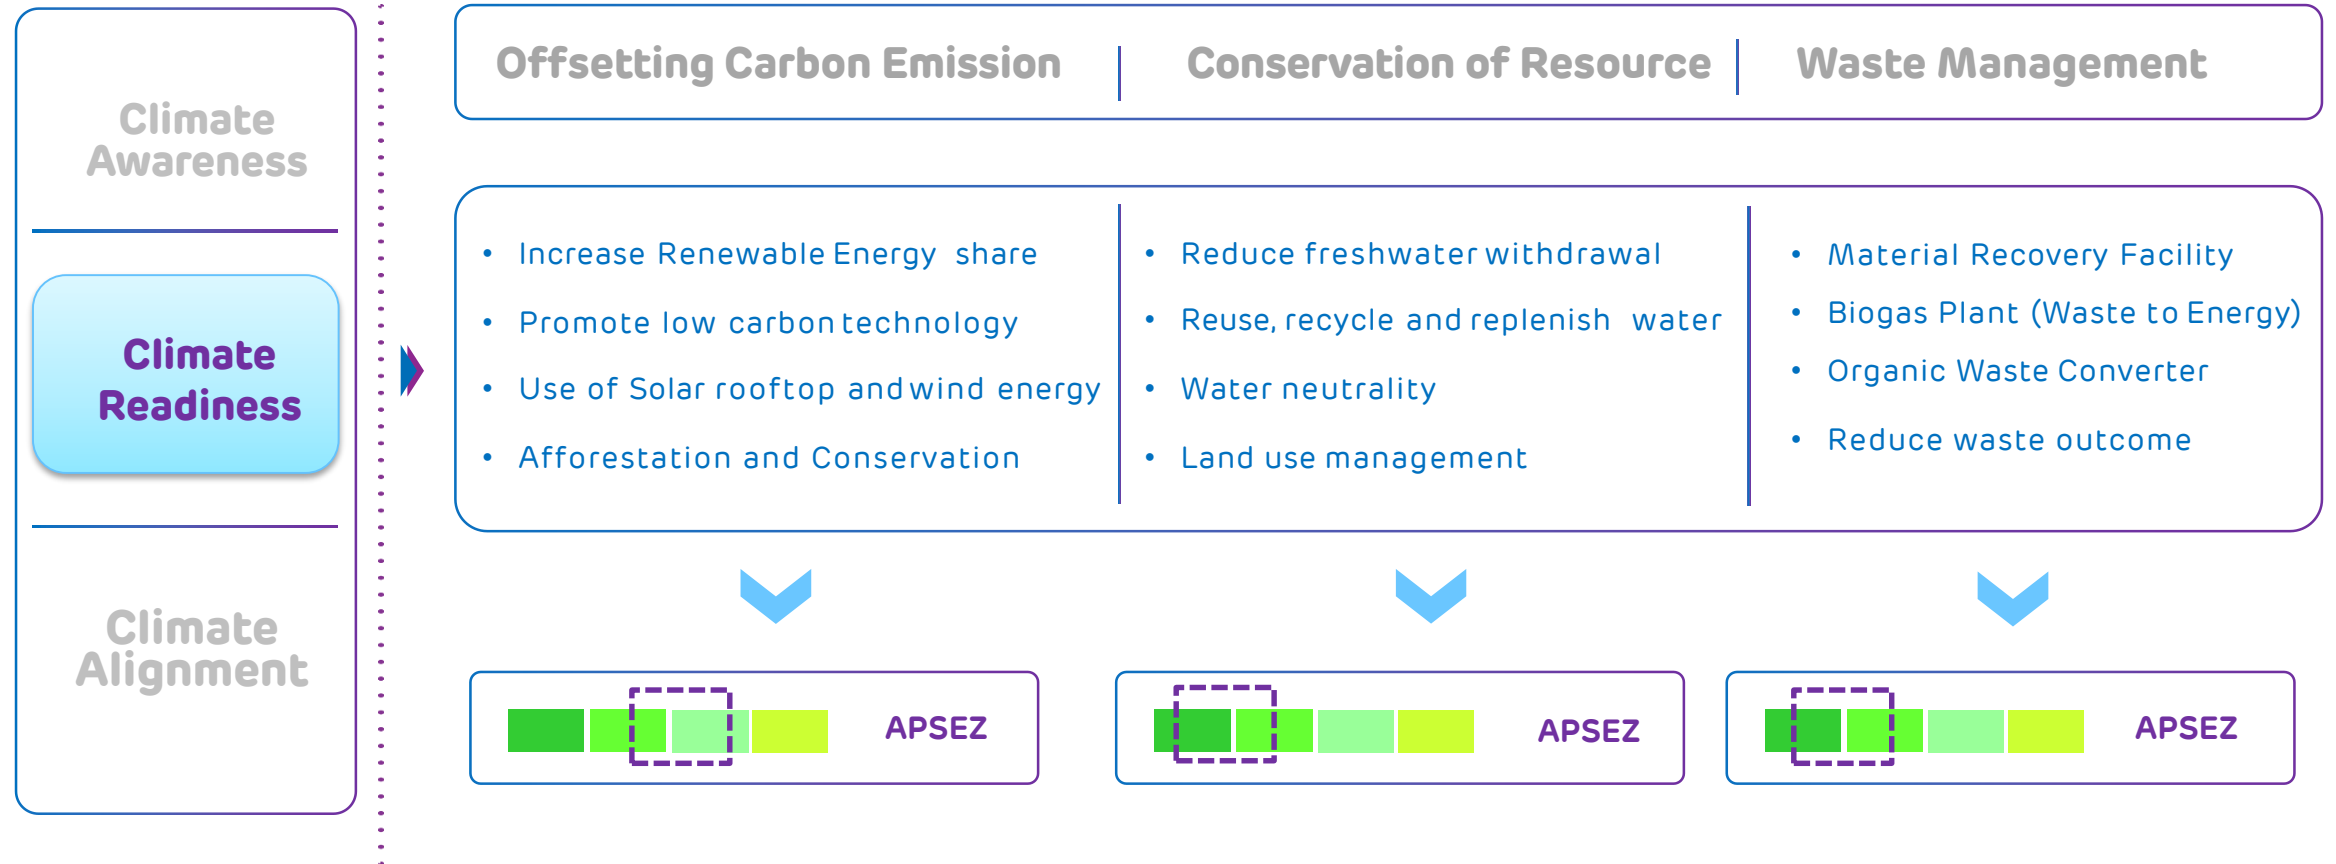 Climate
Awareness
Climate
Readiness
Climate
Alignment
Offsetting Carbon Emission
Conservation of Resource
Waste Management
• Increase Renewable Energy share
• Promote low carbon technology
• Use of Solar rooftop and wind energy
• Afforestation and Conservation
• Reduce freshwater withdrawal
• Reuse, recycle and replenish water
• Water neutrality
• Land use management
• Material Recovery Facility
• Biogas Plant (Waste to Energy)
• Organic Waste Converter
• Reduce waste outcome
APSEZ
APSEZ
APSEZ